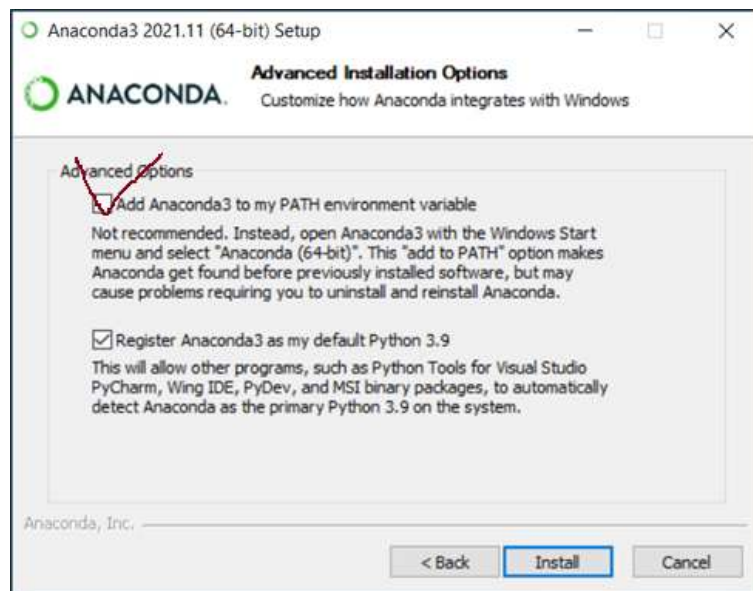 Anaconda3 2021.11 (64-bit) Setup
ANACONDA.
Advanced Installation Options
Customize how Anaconda integrates with Windows
Advanced Options
Add Anaconda3 to my PATH environment variable
Not recommended. Instead, open Anaconda3 with the Windows Start
menu and select "Anaconda (64-bit)". This "add to PATH" option makes
Anaconda get found before previously installed software, but may
cause problems requiring you to uninstall and reinstall Anaconda.
Register Anaconda3 as my default Python 3.9
This will allow other programs, such as Python Tools for Visual Studio
PyCharm, Wing IDE, PyDev, and MSI binary packages, to automatically
detect Anaconda as the primary Python 3.9 on the system.
Anaconda, Inc.
< Back
Install
Cancel